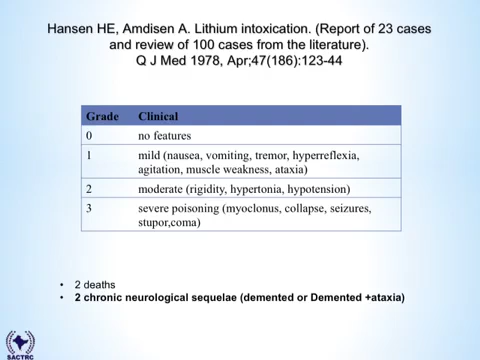 Hansen HE, Amdisen A. Lithium intoxication. (Report of 23 cases
and review of 100 cases from the literature).
Q J Med 1978, Apr;47(186):123-44
Grade Clinical
0 no features
1 mild (nausea, vomiting, tremor, hyperreflexia,
agitation, muscle weakness, ataxia)
2 moderate (rigidity, hypertonia, hypotension)
3 severe poisoning (myoclonus, collapse, seizures,
stupor,coma)
• 2 deaths
• 2 chronic neurological sequelae (demented or Demented +ataxia)
SACTRC